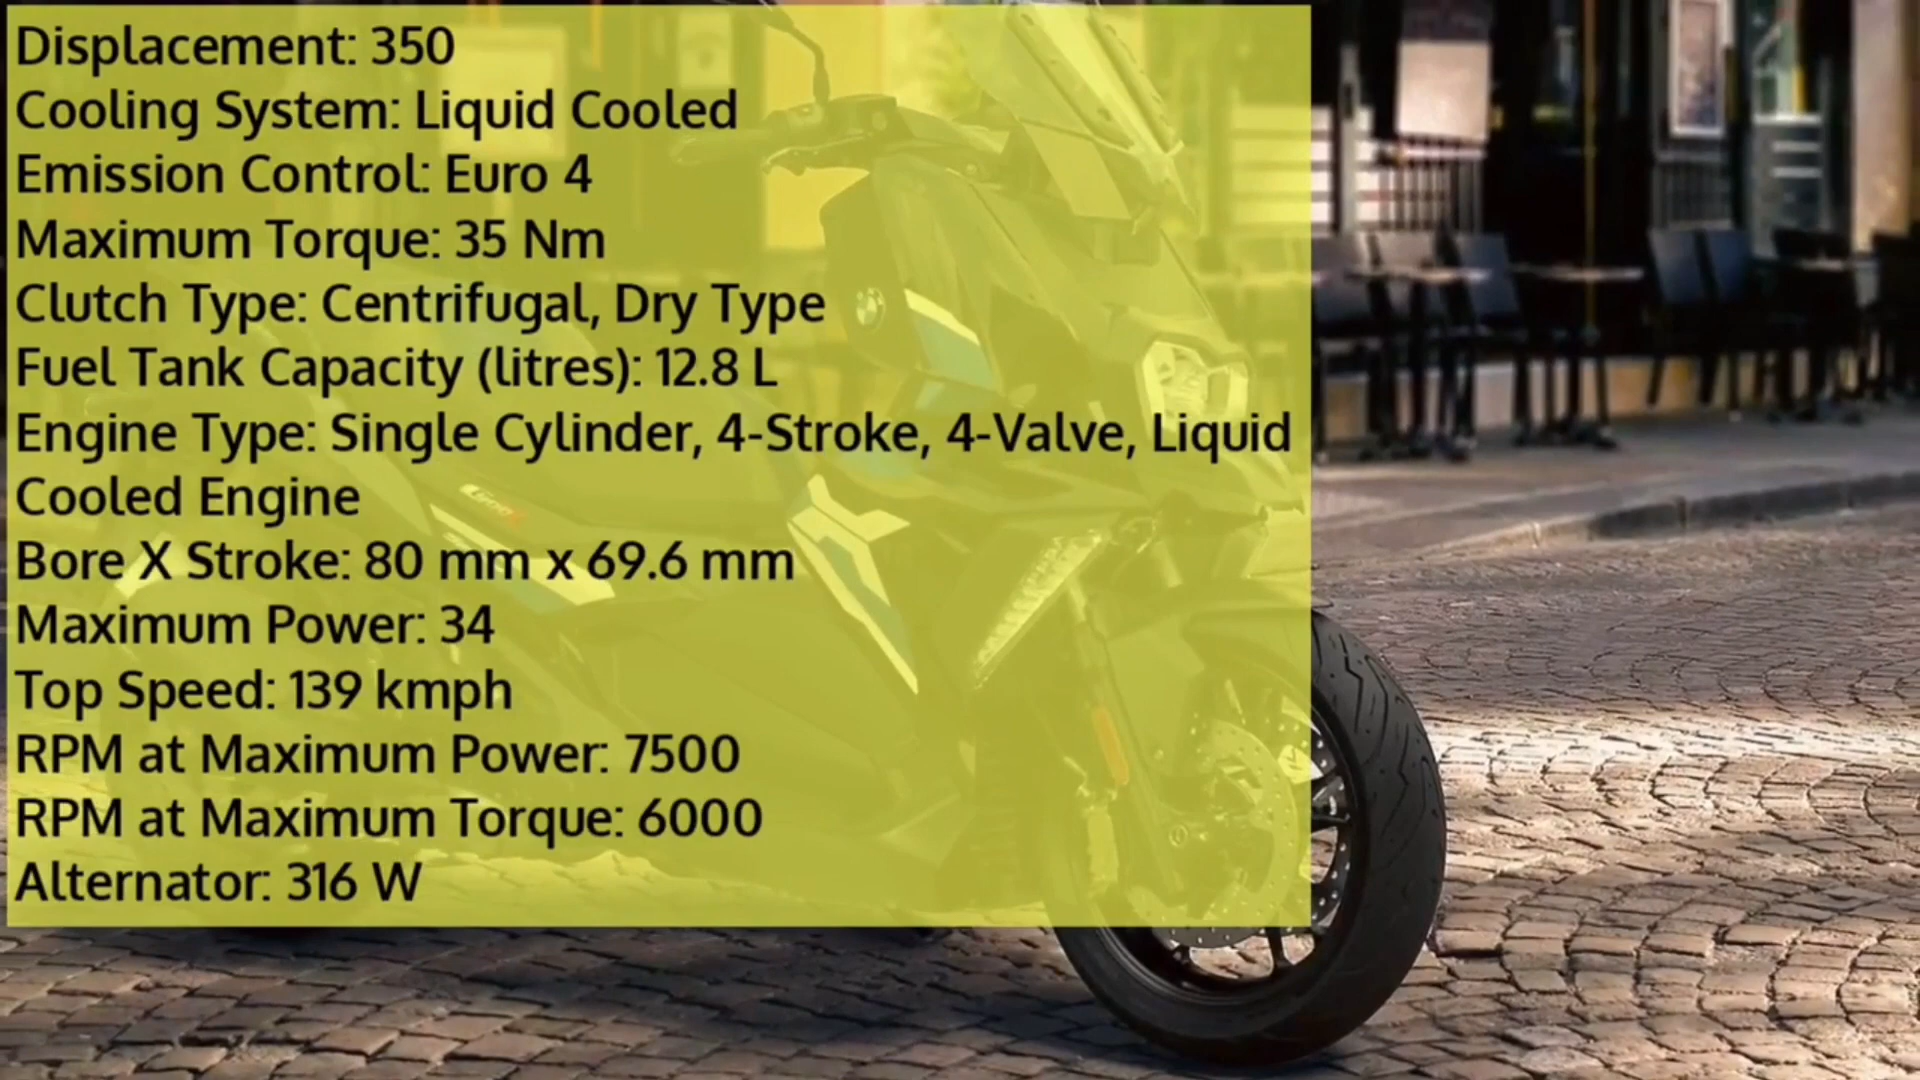 Displacement: 350
Cooling System: Liquid Cooled
Emission Control: Euro 4
Maximum Torque: 35 Nm
Clutch Type: Centrifugal, Dry Type
Fuel Tank Capacity (litres): 12.8 L
Engine Type: Single Cylinder, 4-Stroke, 4-Valve, Liquid
Cooled Engine
Bore X Stroke: 80 mm x 69.6 mm
Maximum Power: 34
Top Speed: 139 kmph
RPM at Maximum Power: 7500
RPM at Maximum Torque: 6000
Alternator: 316 W